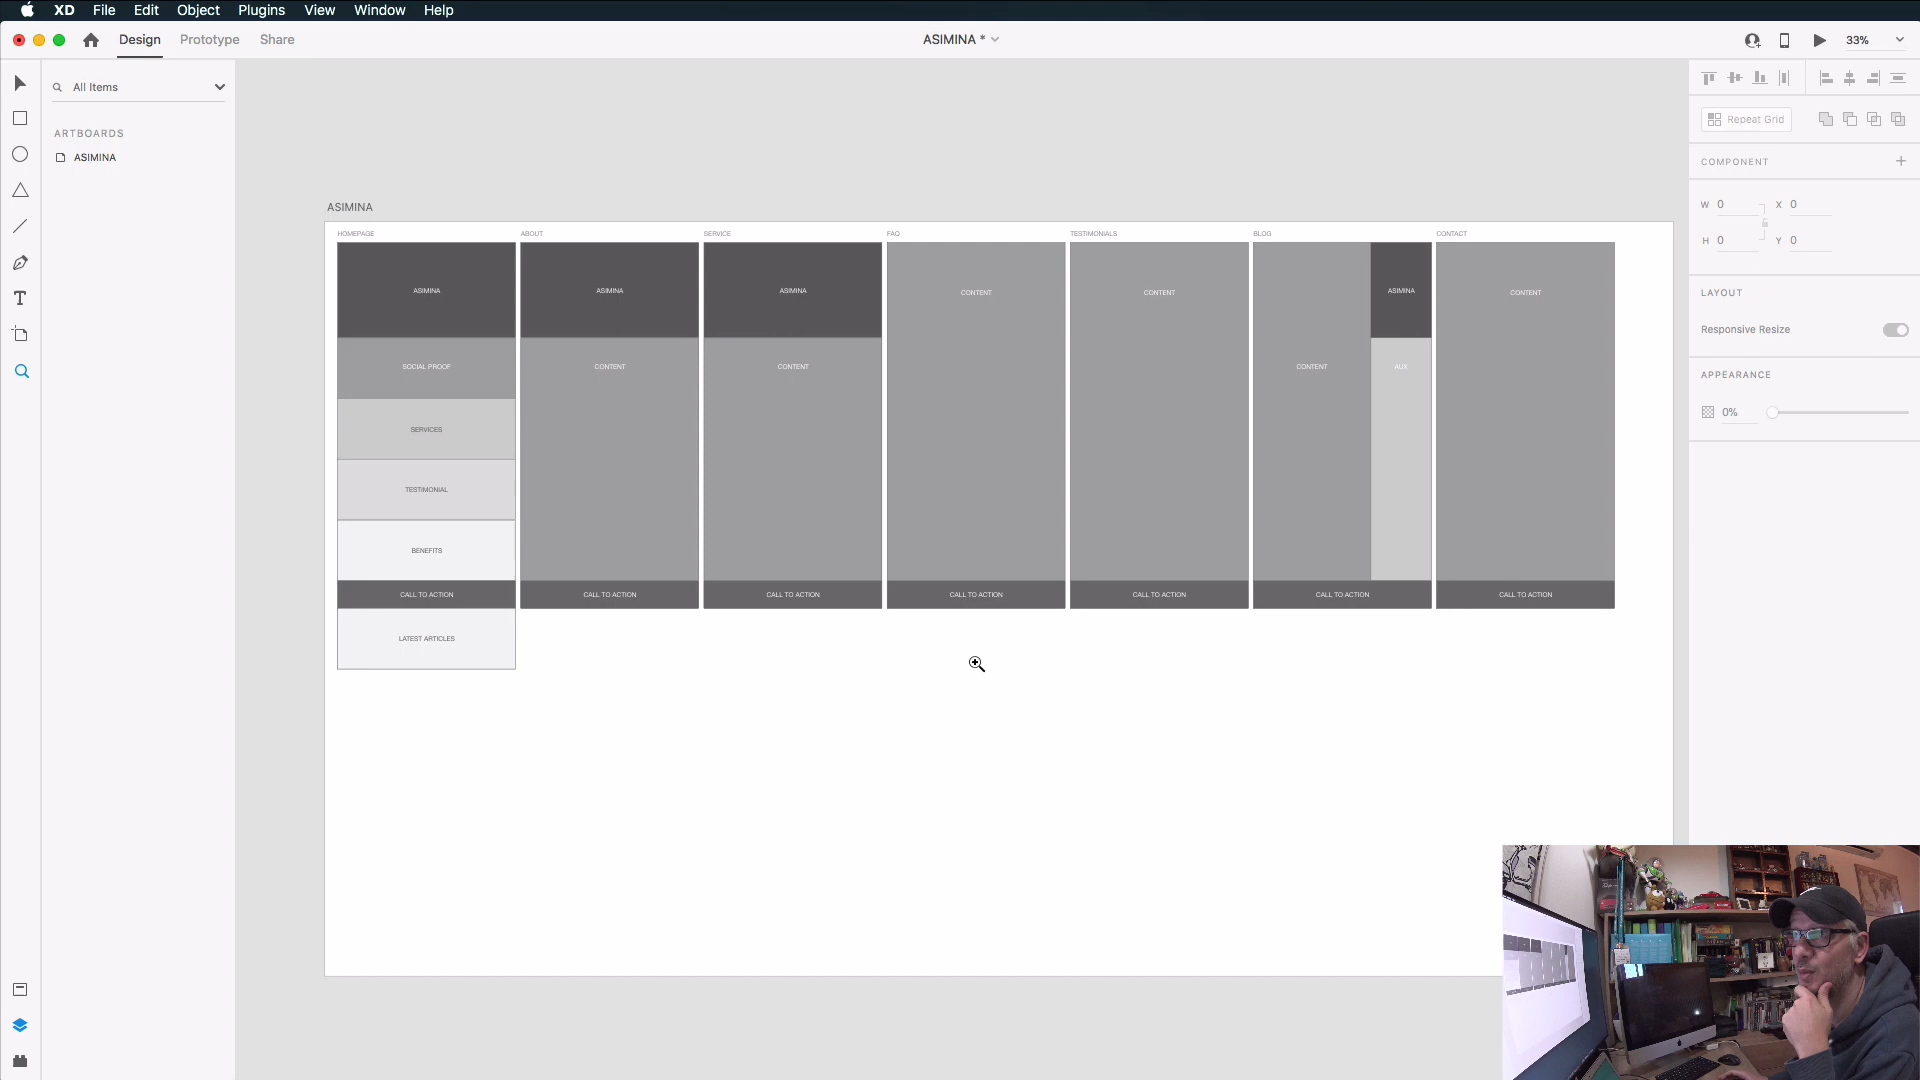 XD File Edit Object Plugins View Window Help
Design Prototype Share
ASIMINA *
33%
All Items
ARTBOARDS
ASIMINA
Repeat Grid
COMPONENT
W 0 X 0
H 0 Y 0
LAYOUT
Responsive Resize
APPEARANCE
0%
ASIMINA
HOMEPAGE ABOUT SERVICE FAQ TESTIMONIALS BLOG CONTACT
ASIMINA ASIMINA ASIMINA CONTENT CONTENT ASIMINA CONTENT
SOCIAL PROOF CONTENT CONTENT CONTENT AUX
SERVICES
TESTIMONIAL
BENEFITS
CALL TO ACTION CALL TO ACTION CALL TO ACTION CALL TO ACTION CALL TO ACTION CALL TO ACTION CALL TO ACTION
LATEST ARTICLES